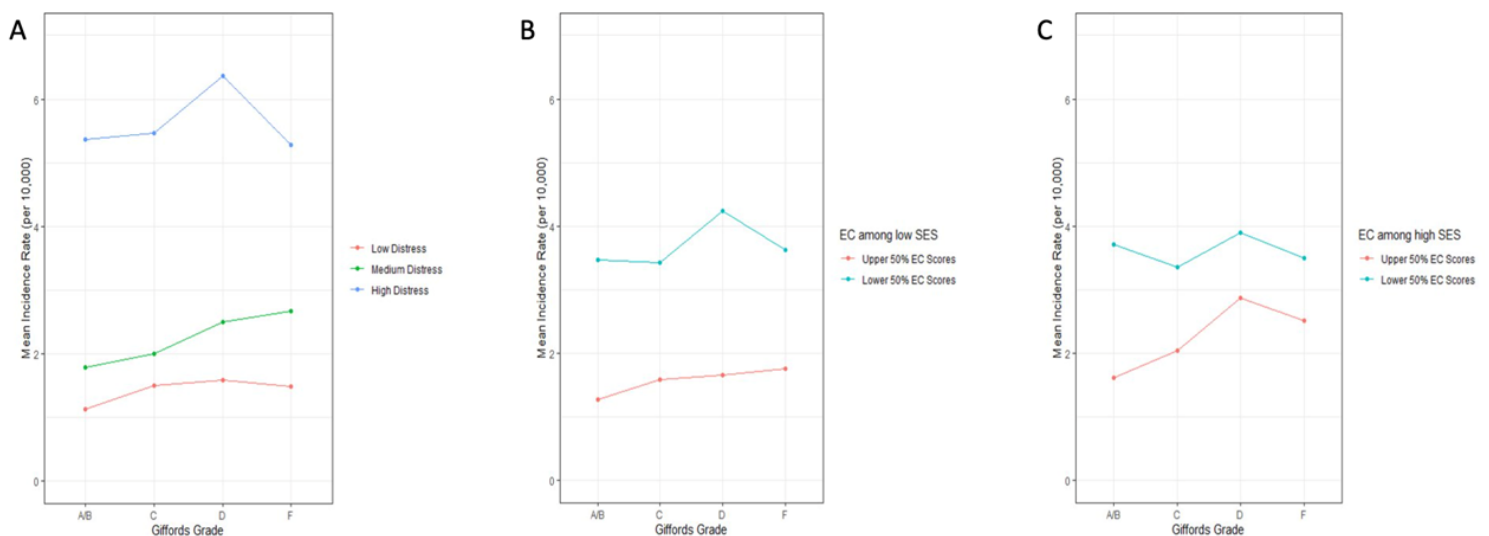 A
Mean Incidence Rate (per 10,000)
6
4
2
0
A/B C D F
Giffords Grade
Low Distress
Medium Distress
High Distress
B
Mean Incidence Rate (per 10,000)
6
4
2
0
A/B C D F
Giffords Grade
EC among low SES
Upper 50% EC Scores
Lower 50% EC Scores
C
Mean Incidence Rate (per 10,000)
6
4
2
0
A/B C D F
Giffords Grade
EC among high SES
Upper 50% EC Scores
Lower 50% EC Scores